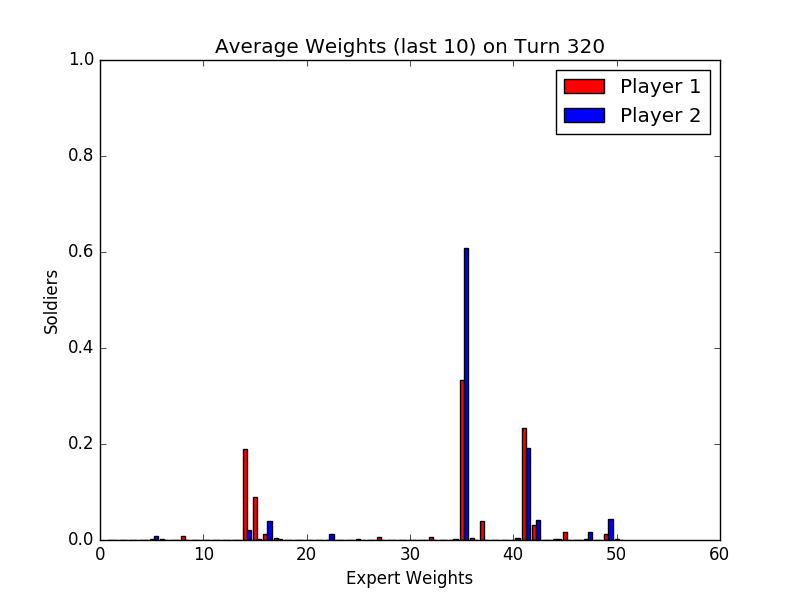 Average Weights (last 10) on Turn 320
Player 1
Player 2
1.0
0.8
0.6
0.4
0.2
0.0
Soldiers
0 10 20 30 40 50 60
Expert Weights